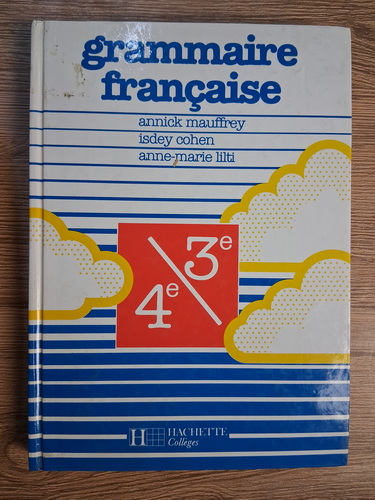 grammaire
française
annick mauffrey
isdey cohen
anne-marie lilti
3e
4e
H HACHETTE
Collèges